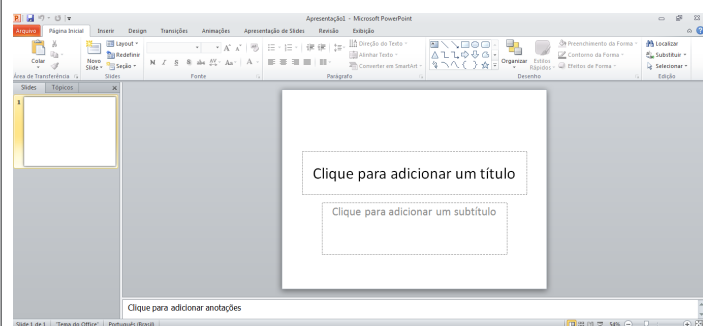 Apresentação1 - Microsoft PowerPoint
Arquivo Página Inicial Inserir Design Transições Animações Apresentação de Slides Revisão Exibição
Colar
Área de Transferência
Novo Slide
Layout
Redefinir
Seção
Slides
N I S S abc AV Aa A
Fonte
Direção do Texto
Alinhar Texto
Converter em SmartArt
Parágrafo
Organizar
Estilos Rápidos
Preenchimento da Forma
Contorno da Forma
Efeitos de Forma
Desenho
Localizar
Substituir
Selecionar
Edição
Slides Tópicos
1
Clique para adicionar um título
Clique para adicionar um subtítulo
Clique para adicionar anotações
Slide 1 de 1 "Tema do Office" Português (Brasil) 54%